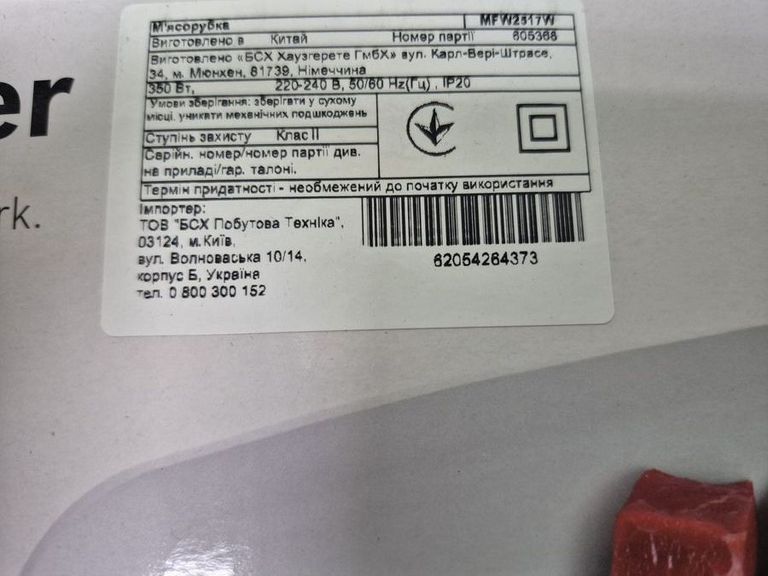 er
rk.
М'ясорубка MFW2517W
Виготовлено в Китай Номер партії 605366
Виготовлено «БСХ Хаузгерете ГмбХ» вул. Карл-Вері-Штрасе,
34, м. Мюнхен, 81739, Німеччина
350 Вт, 220-240 В, 50/60 Hz(Гц) , IP20
Умови зберігання: зберігати у сухому
місці, уникати механічних подшкоджень
Ступінь захисту Клас II
Серійн. номер/номер партії див.
на приладі/гар. талоні.
Термін придатності - необмежений до початку використання
Імпортер:
ТОВ "БСХ Побутова Техніка",
03124, м.Київ,
вул. Волноваська 10/14,
корпус Б, Україна
тел. 0 800 300 152
62054264373